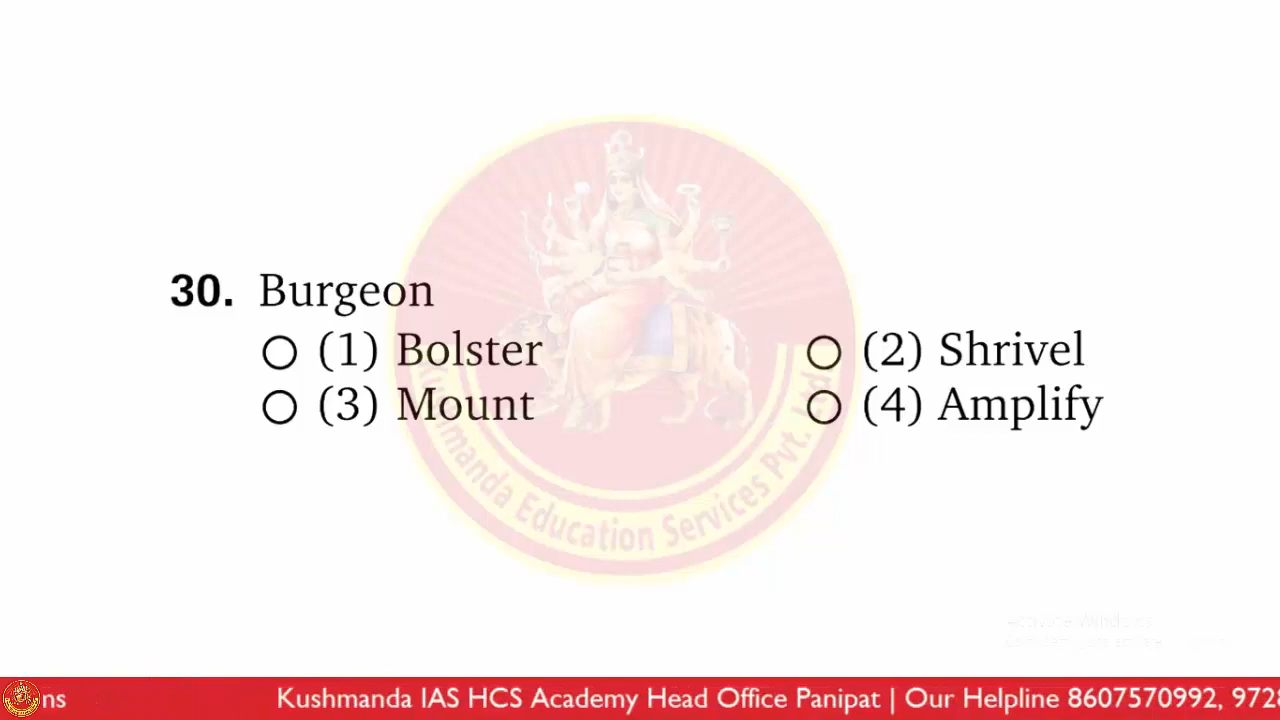 30. Burgeon
(1) Bolster (2) Shrivel
(3) Mount (4) Amplify
Kushmanda Education Services Pvt. Ltd.
ns Kushmanda IAS HCS Academy Head Office Panipat | Our Helpline 8607570992, 972